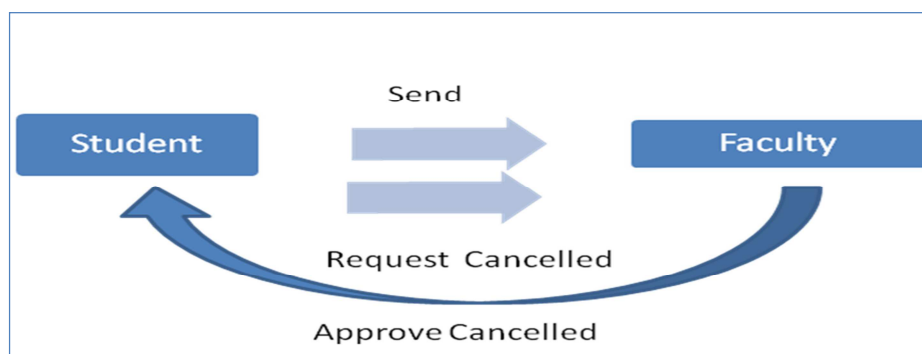 Send
Student
Faculty
Request Cancelled
Approve Cancelled